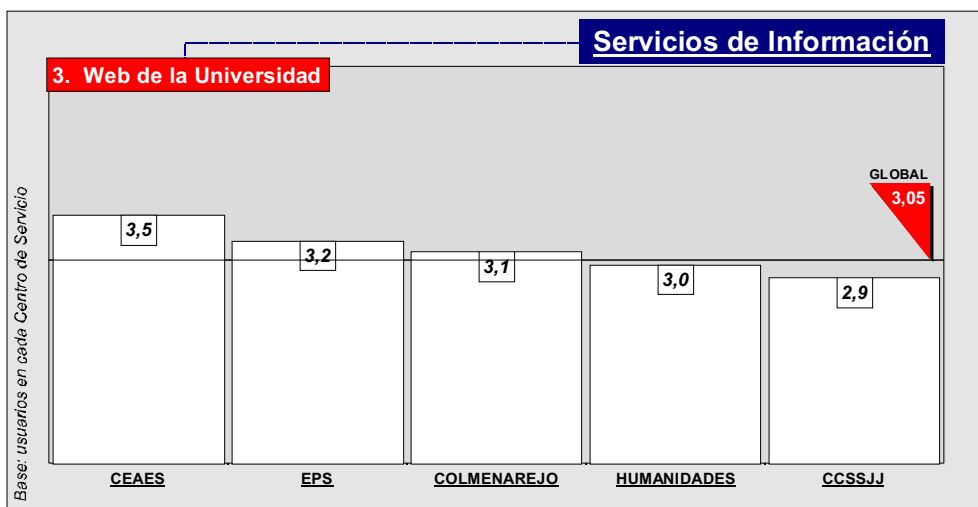 Servicios de Información
3. Web de la Universidad
GLOBAL
3,05
3,5
3,2
3,1
3,0
2,9
CEAES
EPS
COLMENAREJO
HUMANIDADES
CCSSJJ
Base: usuarios en cada Centro de Servicio